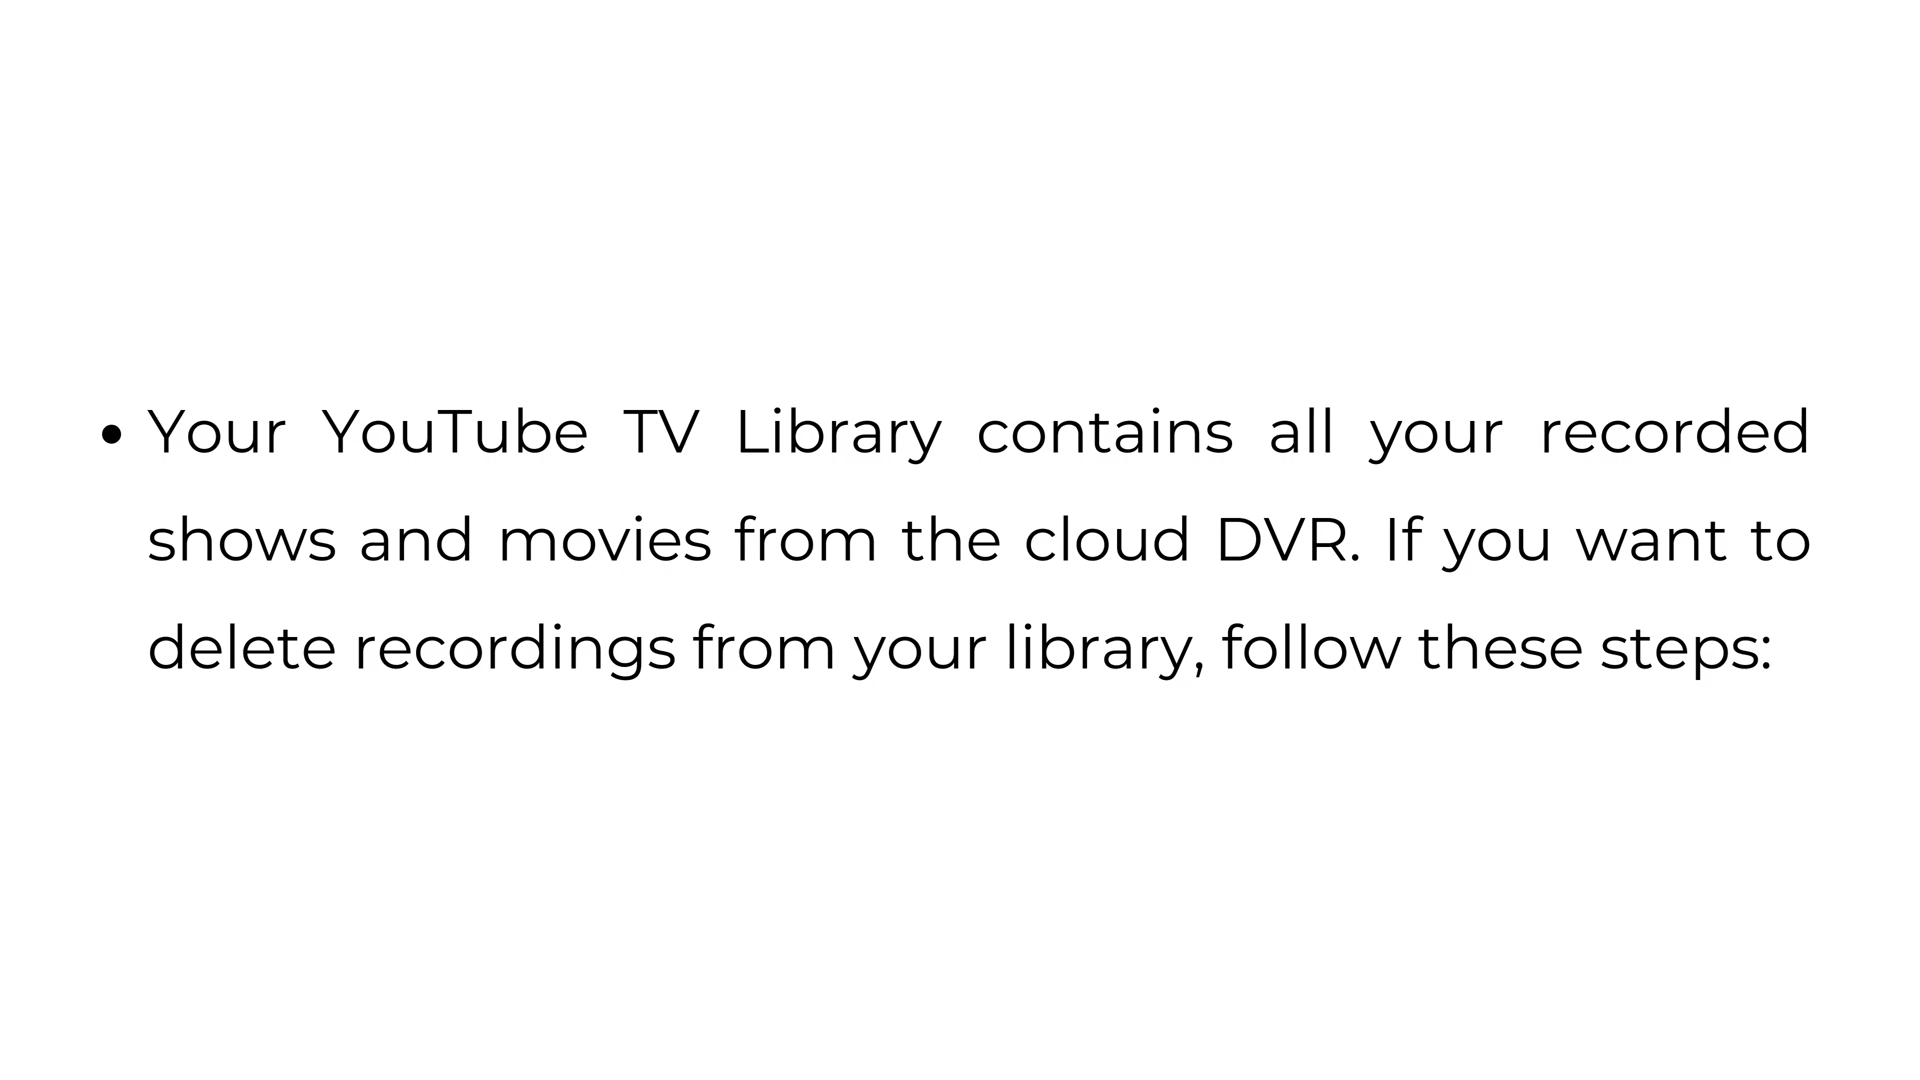 • Your YouTube TV Library contains all your recorded
shows and movies from the cloud DVR. If you want to
delete recordings from your library, follow these steps: